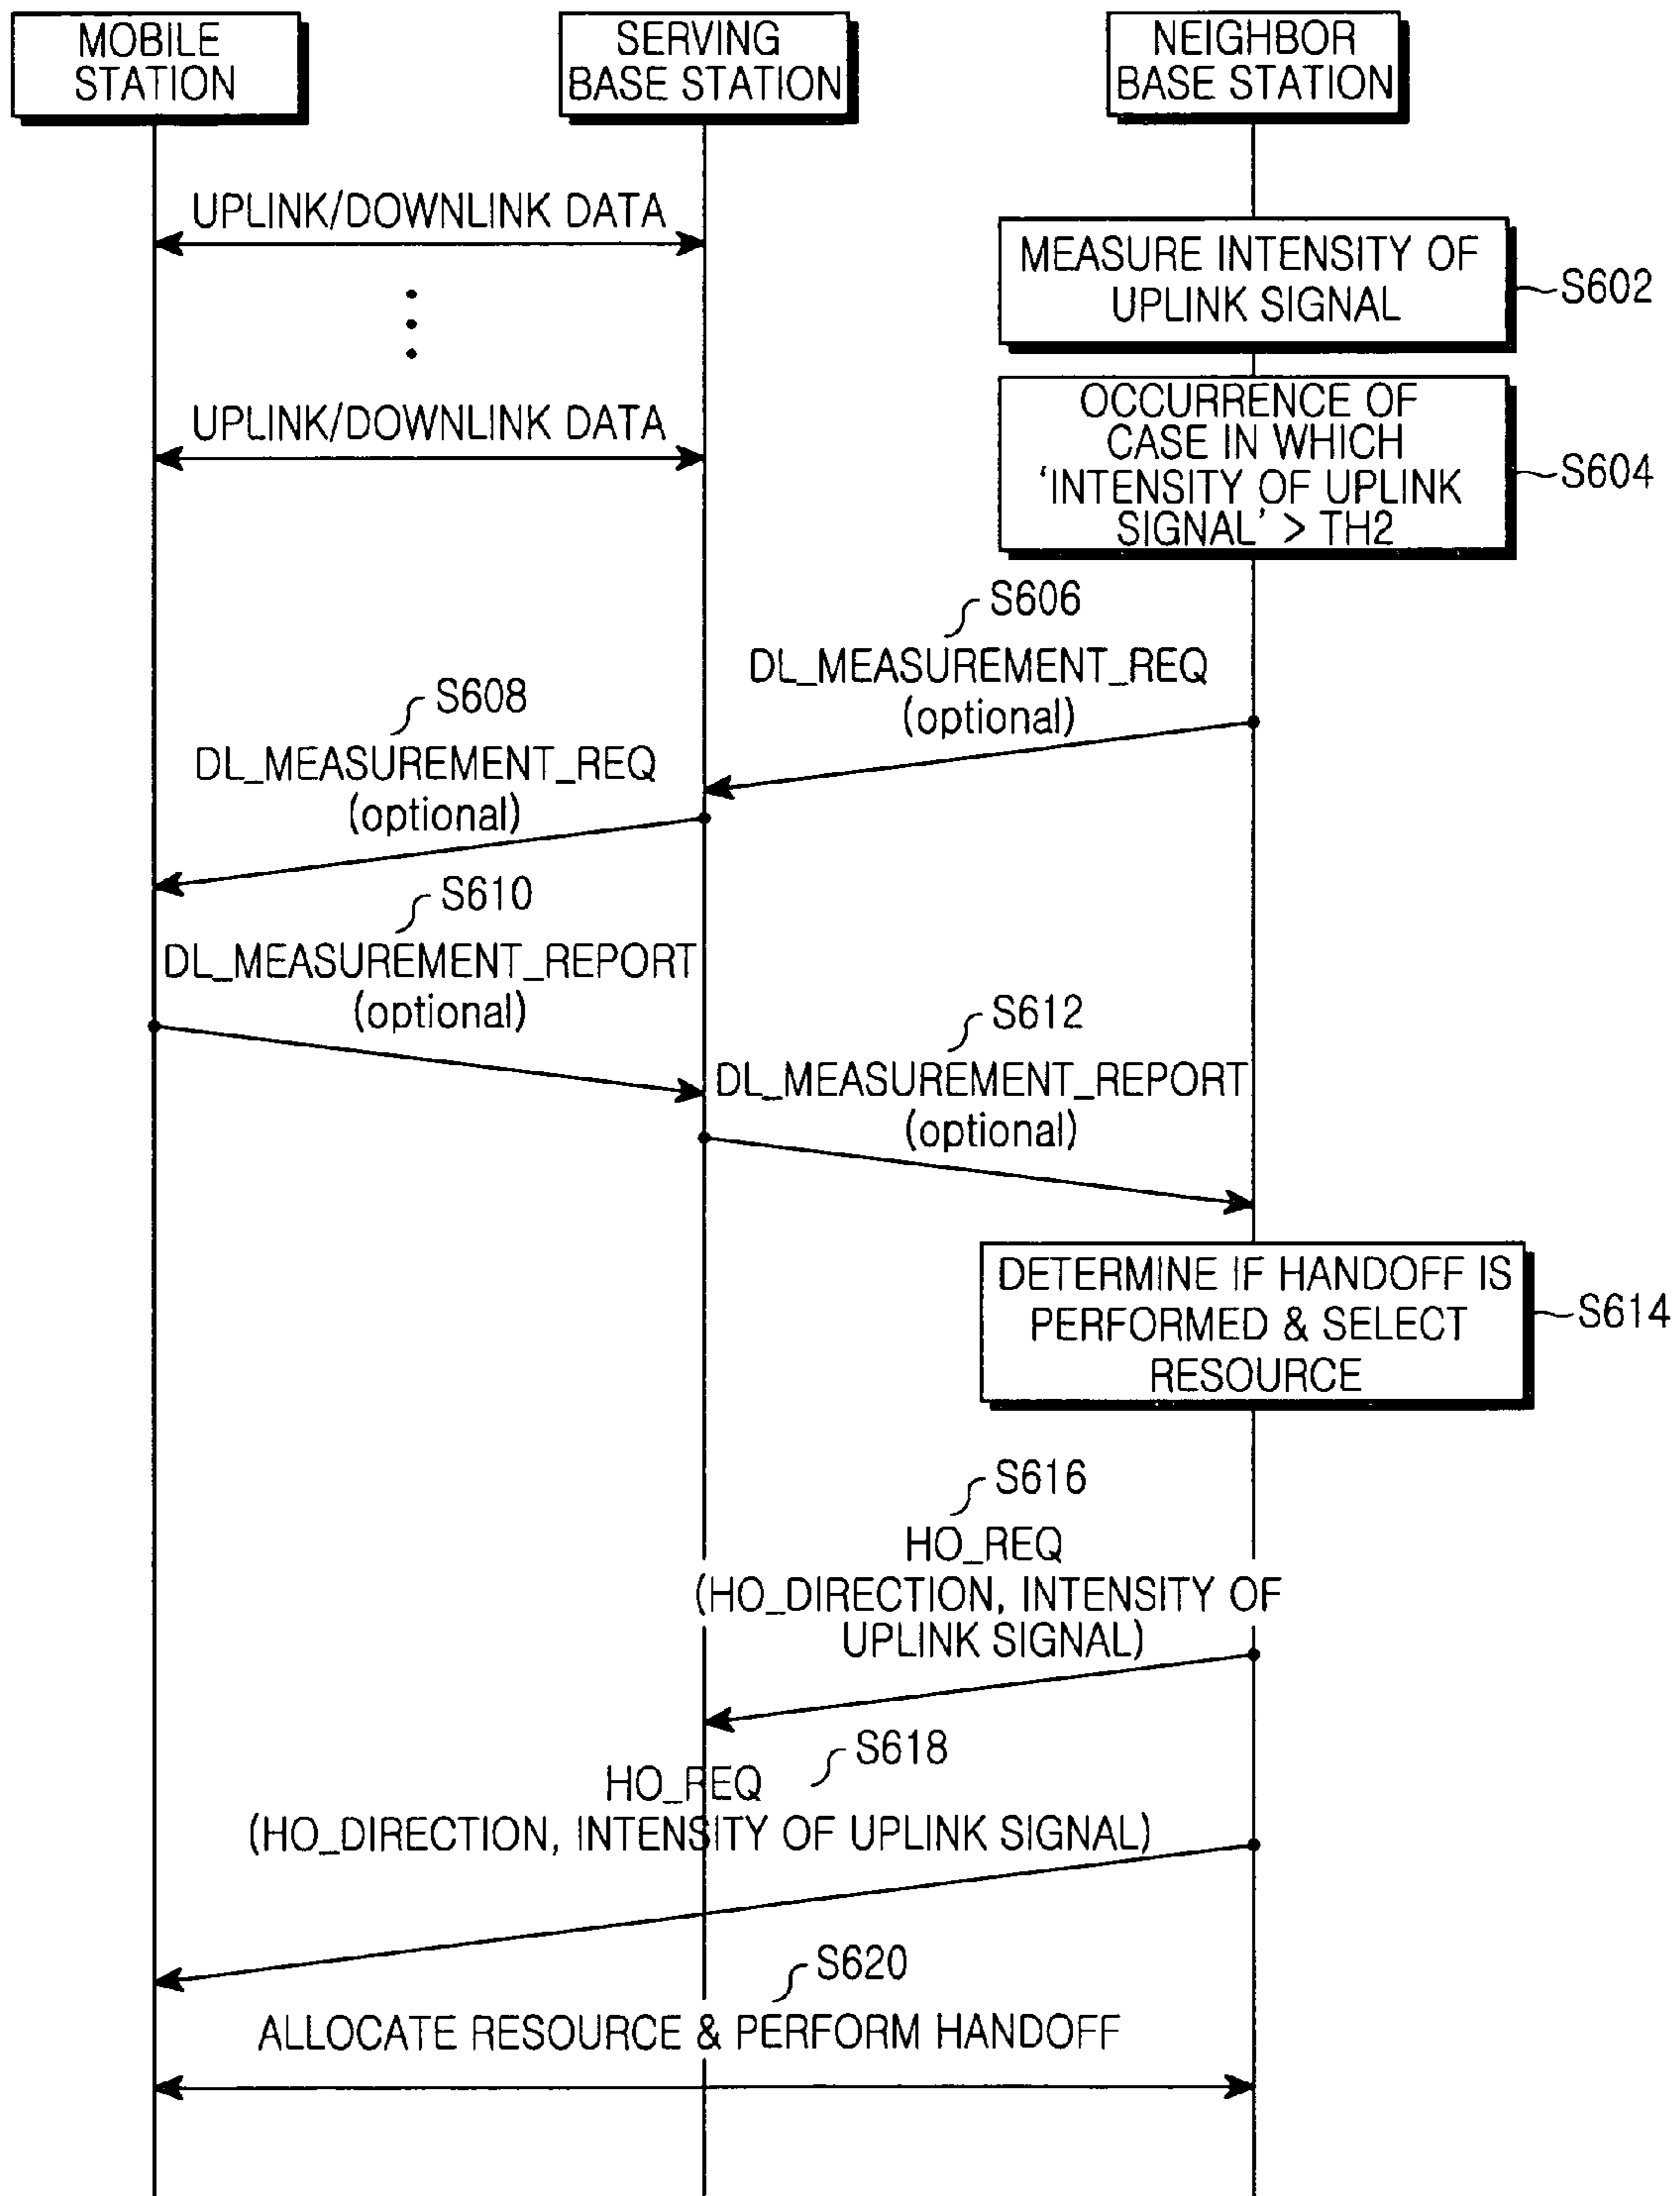 MOBILE
STATION
SERVING
BASE STATION
NEIGHBOR
BASE STATION
UPLINK/DOWNLINK DATA
MEASURE INTENSITY OF
UPLINK SIGNAL
S602
UPLINK/DOWNLINK DATA
OCCURRENCE OF
CASE IN WHICH
'INTENSITY OF UPLINK
SIGNAL' > TH2
S604
S606
DL_MEASUREMENT_REQ
(optional)
S608
DL_MEASUREMENT_REQ
(optional)
S610
DL_MEASUREMENT_REPORT
(optional)
S612
DL_MEASUREMENT_REPORT
(optional)
DETERMINE IF HANDOFF IS
PERFORMED & SELECT
RESOURCE
S614
S616
HO_REQ
(HO_DIRECTION, INTENSITY OF
UPLINK SIGNAL)
S618
HO_REQ
(HO_DIRECTION, INTENSITY OF UPLINK SIGNAL)
S620
ALLOCATE RESOURCE & PERFORM HANDOFF